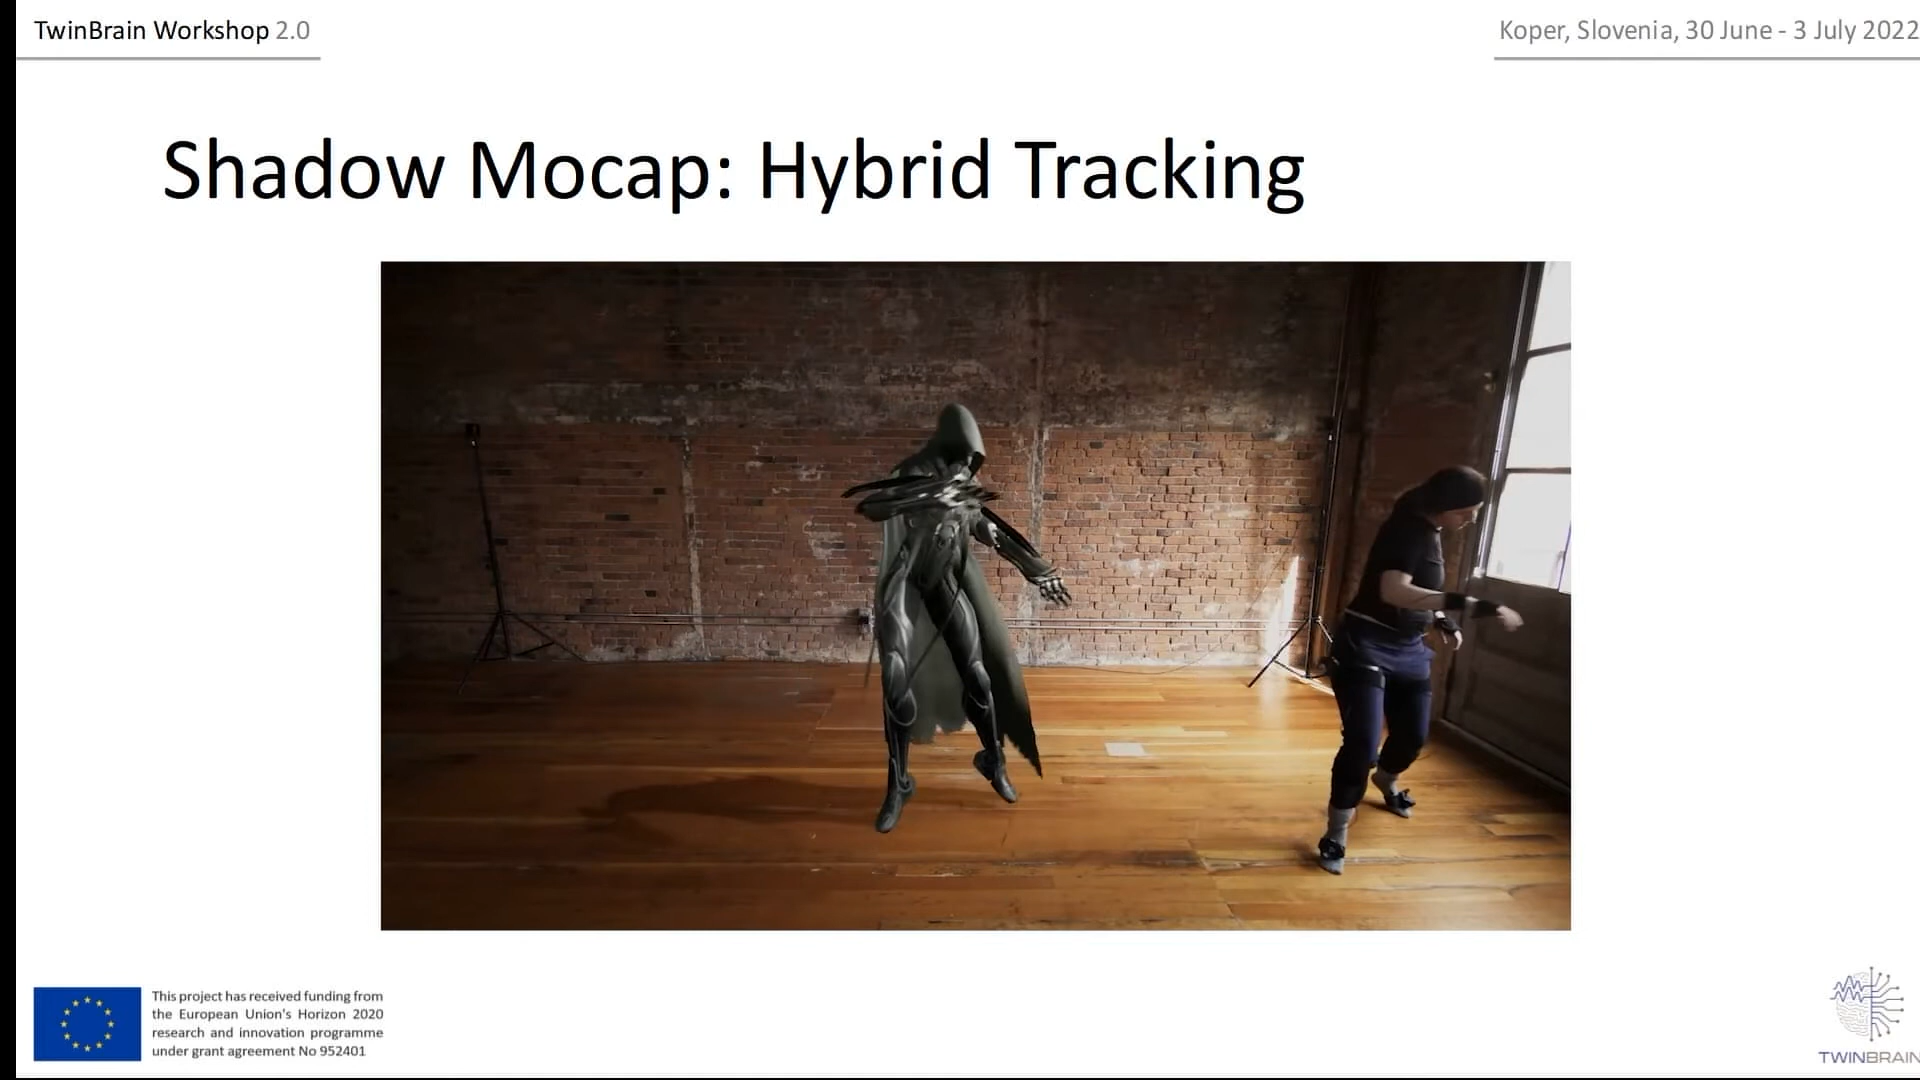 TwinBrain Workshop 2.0
Koper, Slovenia, 30 June - 3 July 2022
Shadow Mocap: Hybrid Tracking
This project has received funding from
the European Union's Horizon 2020
research and innovation programme
under grant agreement No 952401
TWINBRAIN